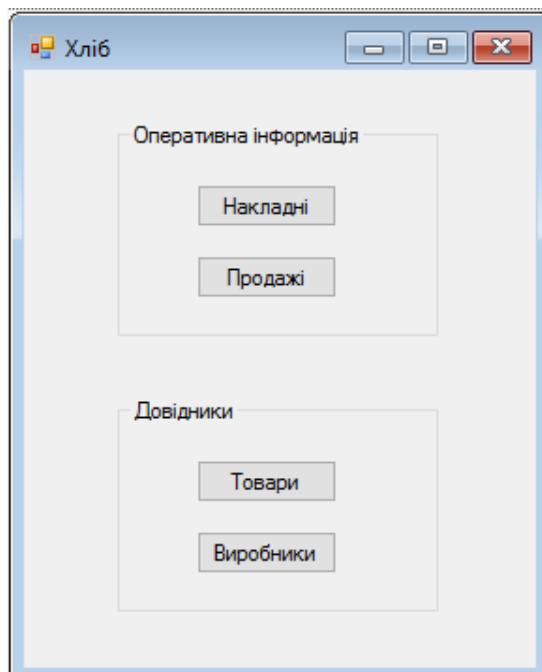 Хліб
Оперативна інформація
Накладні
Продажі
Довідники
Товари
Виробники